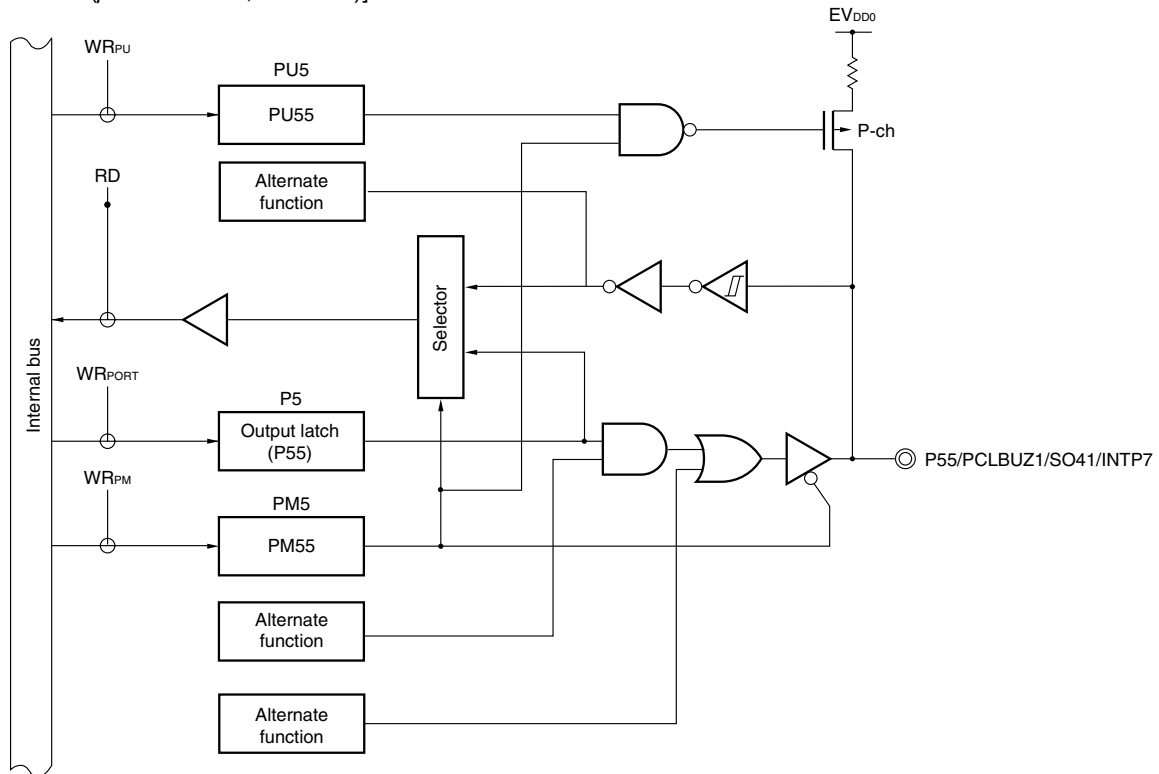 EVDD0
WRPU
PU5
PU55
P-ch
RD
Alternate
function
Selector
Internal bus
WRPORT
P5
Output latch
(P55)
P55/PCLBUZ1/SO41/INTP7
WRPM
PM5
PM55
Alternate
function
Alternate
function